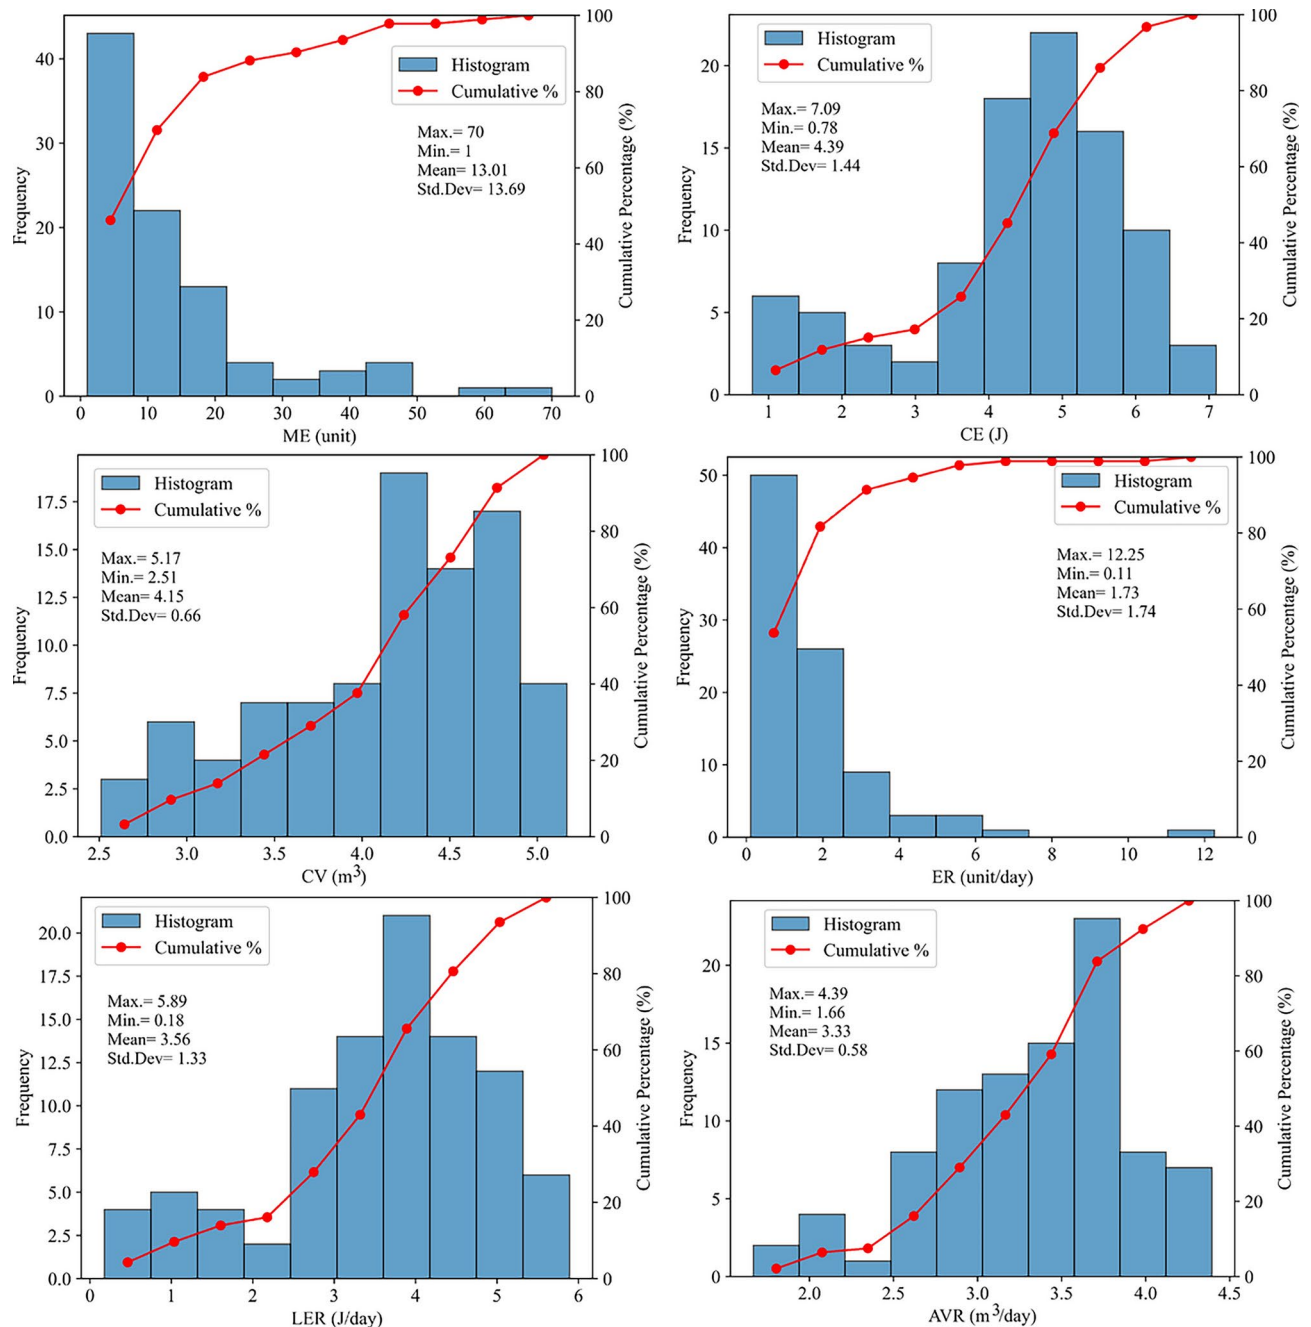 Histogram
Cumulative %
Max.= 70
Min.= 1
Mean= 13.01
Std.Dev= 13.69
Frequency
0
10
20
30
40
0
10
20
30
40
50
60
70
ME (unit)
0
20
40
60
80
100
Cumulative Percentage (%)
Histogram
Cumulative %
Max.= 7.09
Min.= 0.78
Mean= 4.39
Std.Dev= 1.44
Frequency
0
5
10
15
20
1
2
3
4
5
6
7
CE (J)
0
20
40
60
80
100
Cumulative Percentage (%)
Histogram
Cumulative %
Max.= 5.17
Min.= 2.51
Mean= 4.15
Std.Dev= 0.66
Frequency
0.0
2.5
5.0
7.5
10.0
12.5
15.0
17.5
2.5
3.0
3.5
4.0
4.5
5.0
CV (m³)
0
20
40
60
80
100
Cumulative Percentage (%)
Histogram
Cumulative %
Max.= 12.25
Min.= 0.11
Mean= 1.73
Std.Dev= 1.74
Frequency
0
10
20
30
40
50
0
2
4
6
8
10
12
ER (unit/day)
0
20
40
60
80
100
Cumulative Percentage (%)
Histogram
Cumulative %
Max.= 5.89
Min.= 0.18
Mean= 3.56
Std.Dev= 1.33
Frequency
0.0
2.5
5.0
7.5
10.0
12.5
15.0
17.5
20.0
0
1
2
3
4
5
6
LER (J/day)
0
20
40
60
80
100
Cumulative Percentage (%)
Histogram
Cumulative %
Max.= 4.39
Min.= 1.66
Mean= 3.33
Std.Dev= 0.58
Frequency
0
5
10
15
20
2.0
2.5
3.0
3.5
4.0
4.5
AVR (m³/day)
0
20
40
60
80
100
Cumulative Percentage (%)